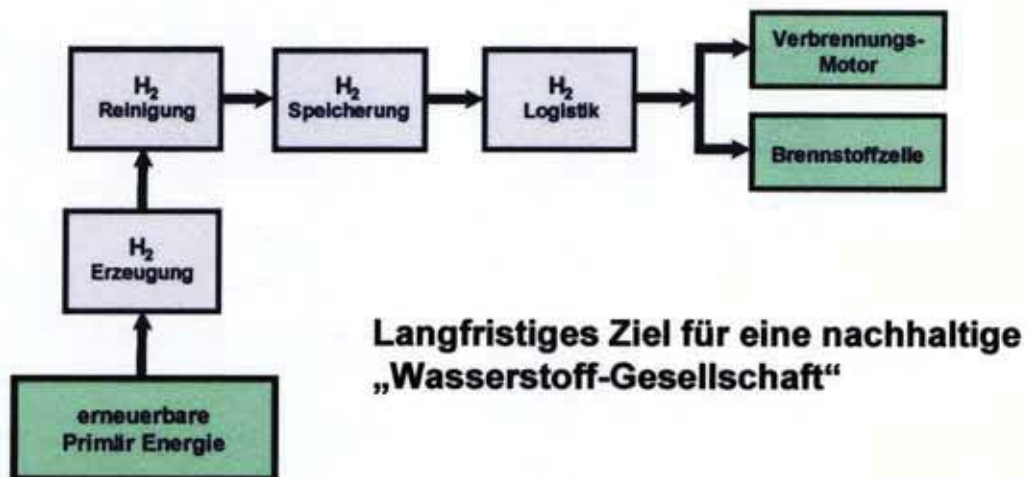 Verbrennungs-
Motor
H₂
Reinigung
H₂
Speicherung
H₂
Logistik
Brennstoffzelle
H₂
Erzeugung
Langfristiges Ziel für eine nachhaltige
„Wasserstoff-Gesellschaft“
erneuerbare
Primär Energie